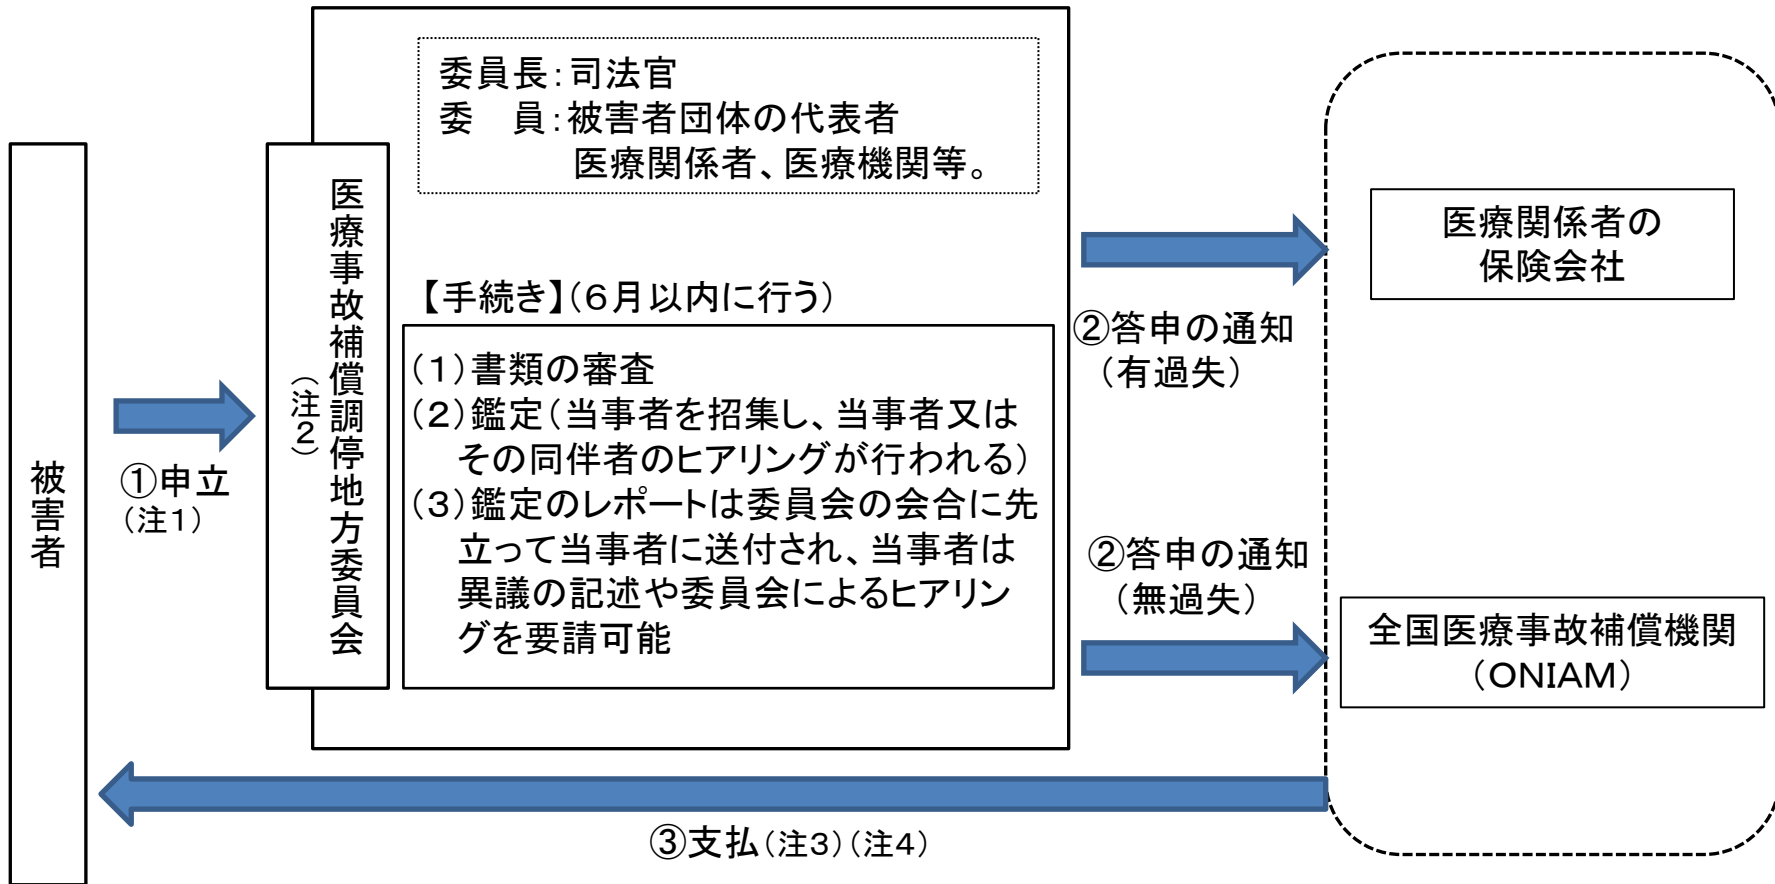 被害者
①申立
（注1）
医療事故補償調停地方委員会
（注２）
委員長：司法官
委　員：被害者団体の代表者
医療関係者、医療機関等。
【手続き】（６月以内に行う）
（１）書類の審査
（２）鑑定（当事者を招集し、当事者又は
その同伴者のヒアリングが行われる）
（３）鑑定のレポートは委員会の会合に先
立って当事者に送付され、当事者は
異議の記述や委員会によるヒアリン
グを要請可能
②答申の通知
（有過失）
②答申の通知
（無過失）
医療関係者の
保険会社
全国医療事故補償機関
（ＯＮＩＡＭ）
③支払（注３）（注４）